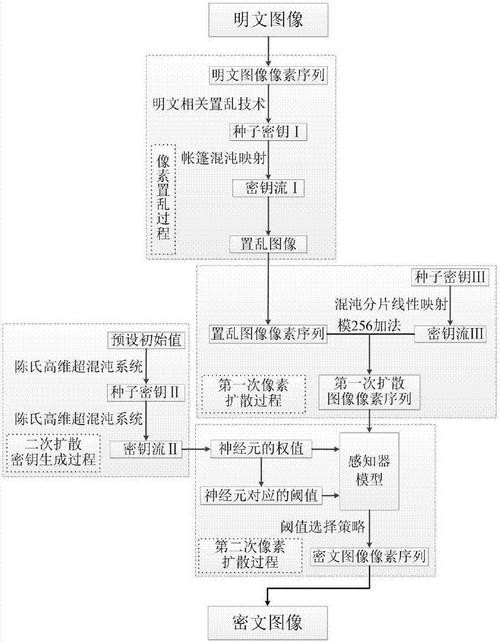 明文图像
明文图像像素序列
明文相关置乱技术
种子密钥Ⅰ
帐篷混沌映射
密钥流Ⅰ
置乱图像
像素置乱过程
种子密钥III
混沌分片线性映射
置乱图像像素序列
模256加法
密钥流III
第一次像素
扩散过程
第一次扩散
图像像素序列
预设初始值
陈氏高维超混沌系统
种子密钥Ⅱ
陈氏高维超混沌系统
二次扩散
密钥生成过程
密钥流Ⅱ
神经元的权值
神经元对应的阈值
感知器
模型
阈值选择策略
第二次像素
扩散过程
密文图像像素序列
密文图像